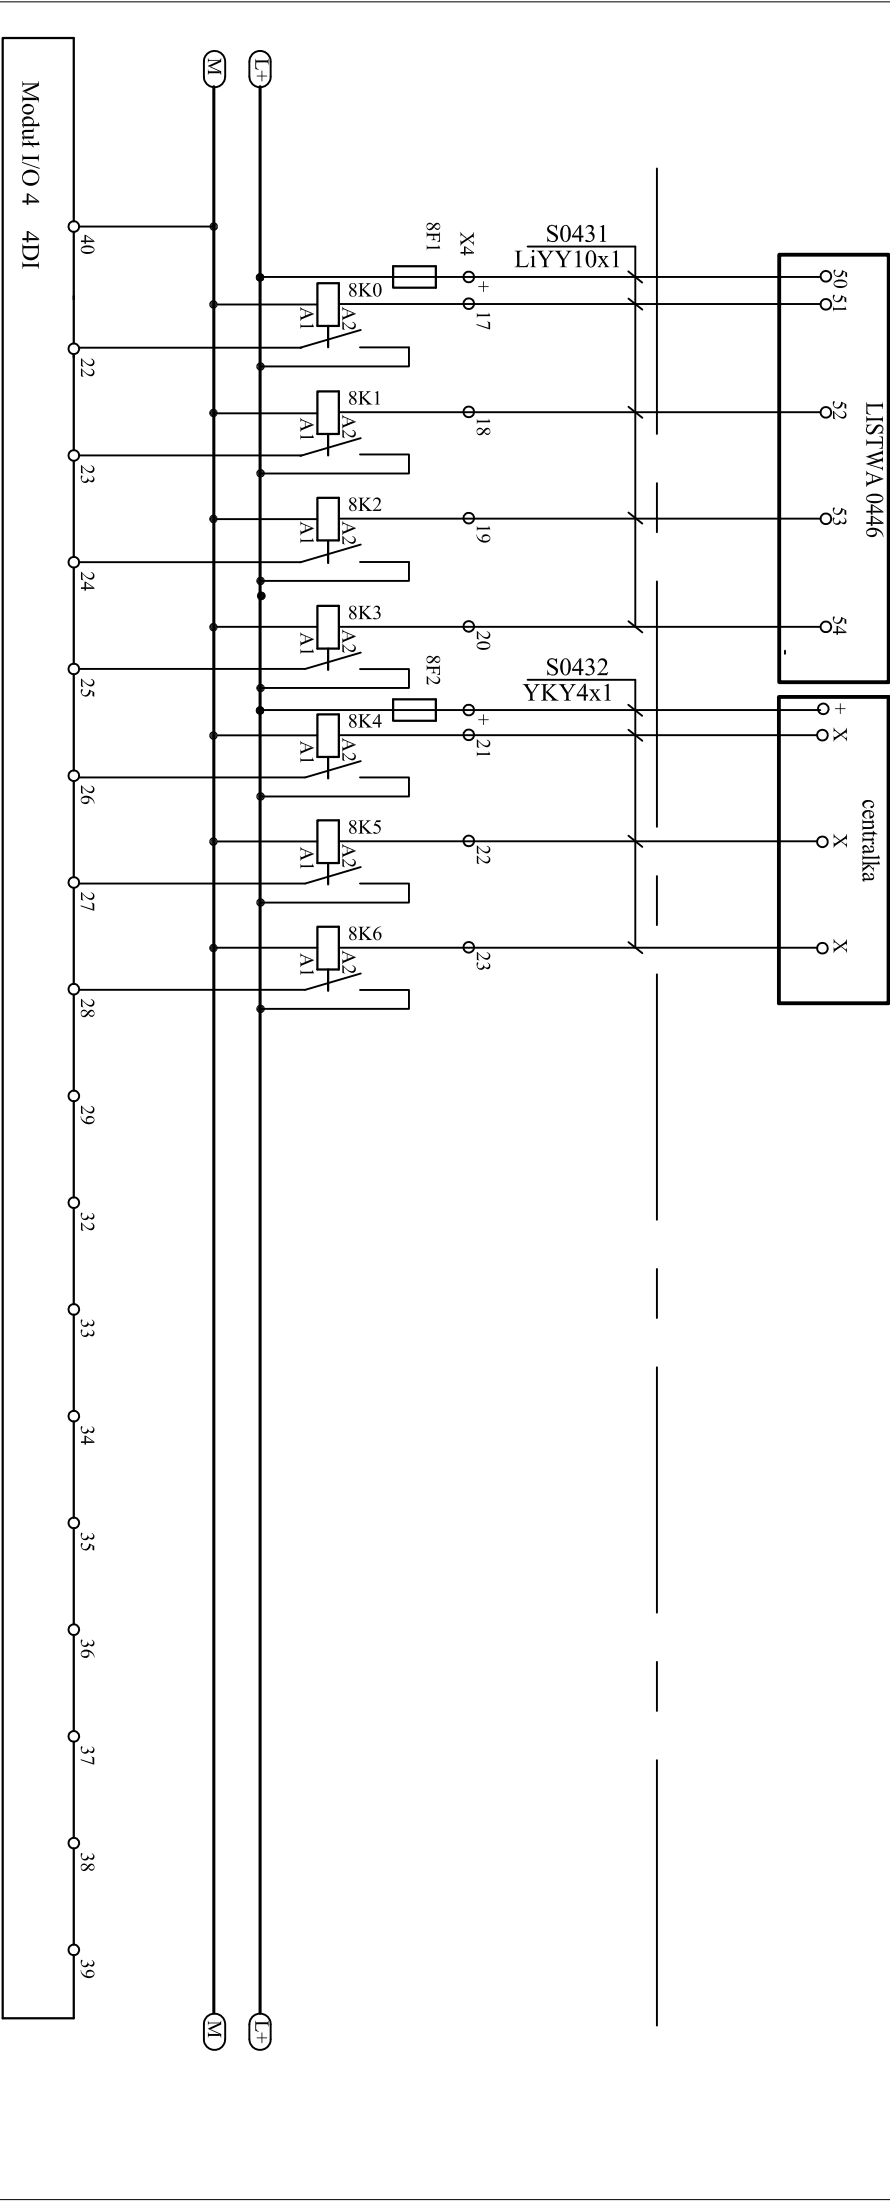 M
L+
Moduł I/O 4 4DI
40
22
23
24
25
26
27
28
29
32
33
34
35
36
37
38
39
8F1
X4
+
S0431
LiYY10x1
50
51
52
53
54
LISTWA 0446
8K0
A1
A2
17
8K1
A1
A2
18
8K2
A1
A2
19
8K3
A1
A2
20
8F2
+
S0432
YKY4x1
+
X
X
X
centralka
8K4
A1
A2
21
8K5
A1
A2
22
8K6
A1
A2
23
M
L+